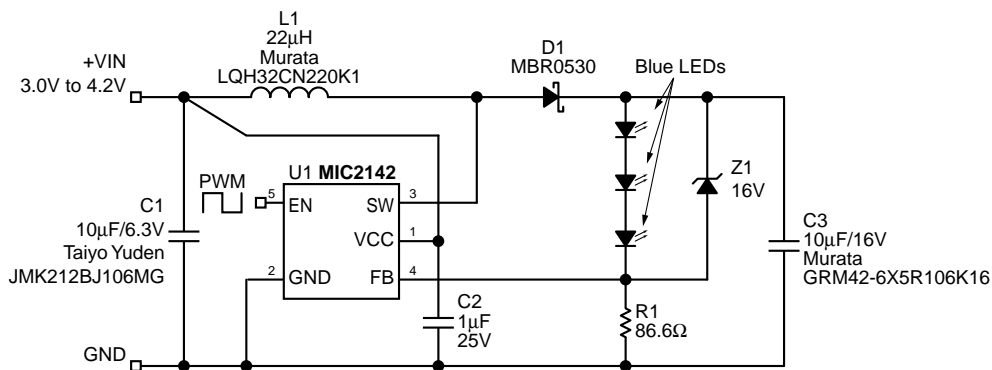 L1
22µH
Murata
LQH32CN220K1
+VIN
3.0V to 4.2V
D1
MBR0530
Blue LEDs
Z1
16V
U1 MIC2142
PWM
5
EN
SW
3
VCC
1
2
GND
FB
4
C1
10µF/6.3V
Taiyo Yuden
JMK212BJ106MG
C3
10µF/16V
Murata
GRM42-6X5R106K16
C2
1µF
25V
R1
86.6Ω
GND